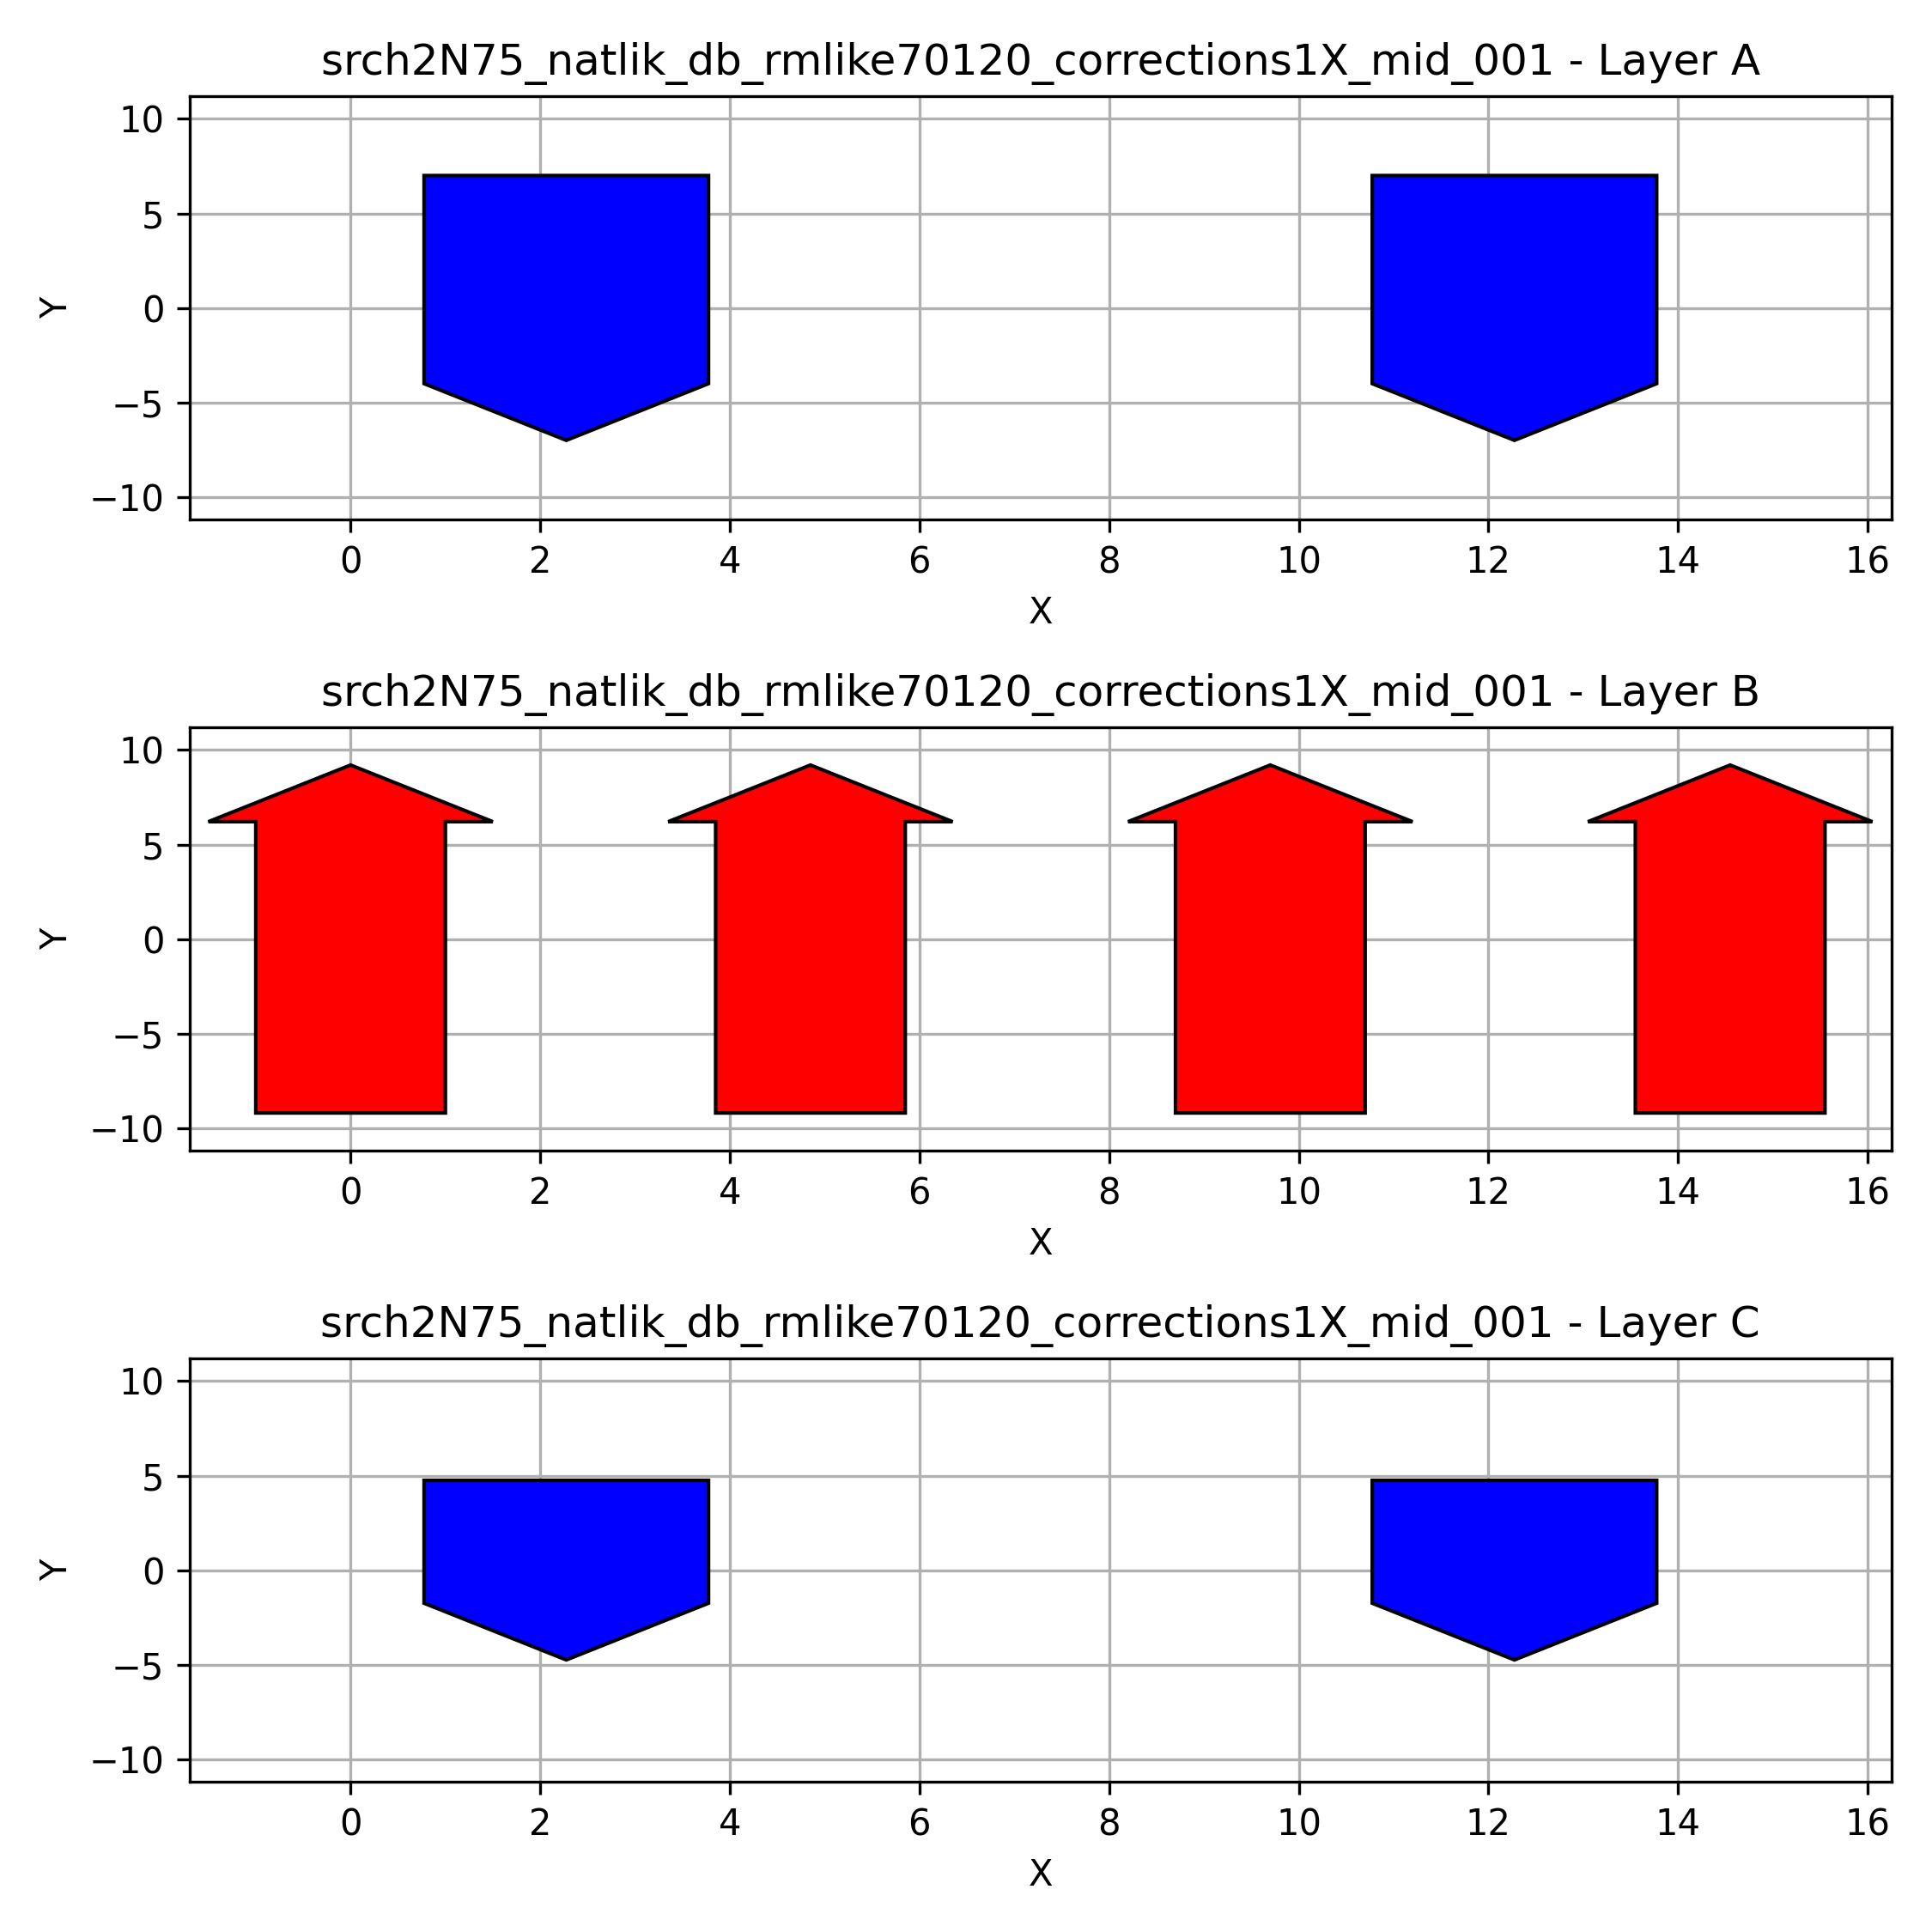 srch2N75_natlik_db_rmlike70120_corrections1X_mid_001 - Layer A
10
5
0
−5
−10
Y
0 2 4 6 8 10 12 14 16
X
srch2N75_natlik_db_rmlike70120_corrections1X_mid_001 - Layer B
10
5
0
−5
−10
Y
0 2 4 6 8 10 12 14 16
X
srch2N75_natlik_db_rmlike70120_corrections1X_mid_001 - Layer C
10
5
0
−5
−10
Y
0 2 4 6 8 10 12 14 16
X